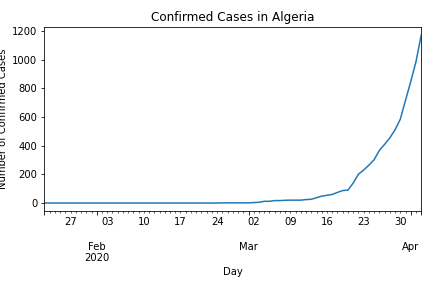 Confirmed Cases in Algeria
Number of Confirmed Cases
1200
1000
800
600
400
200
0
27 03 10 17 24 02 09 16 23 30
Feb Mar Apr
2020
Day